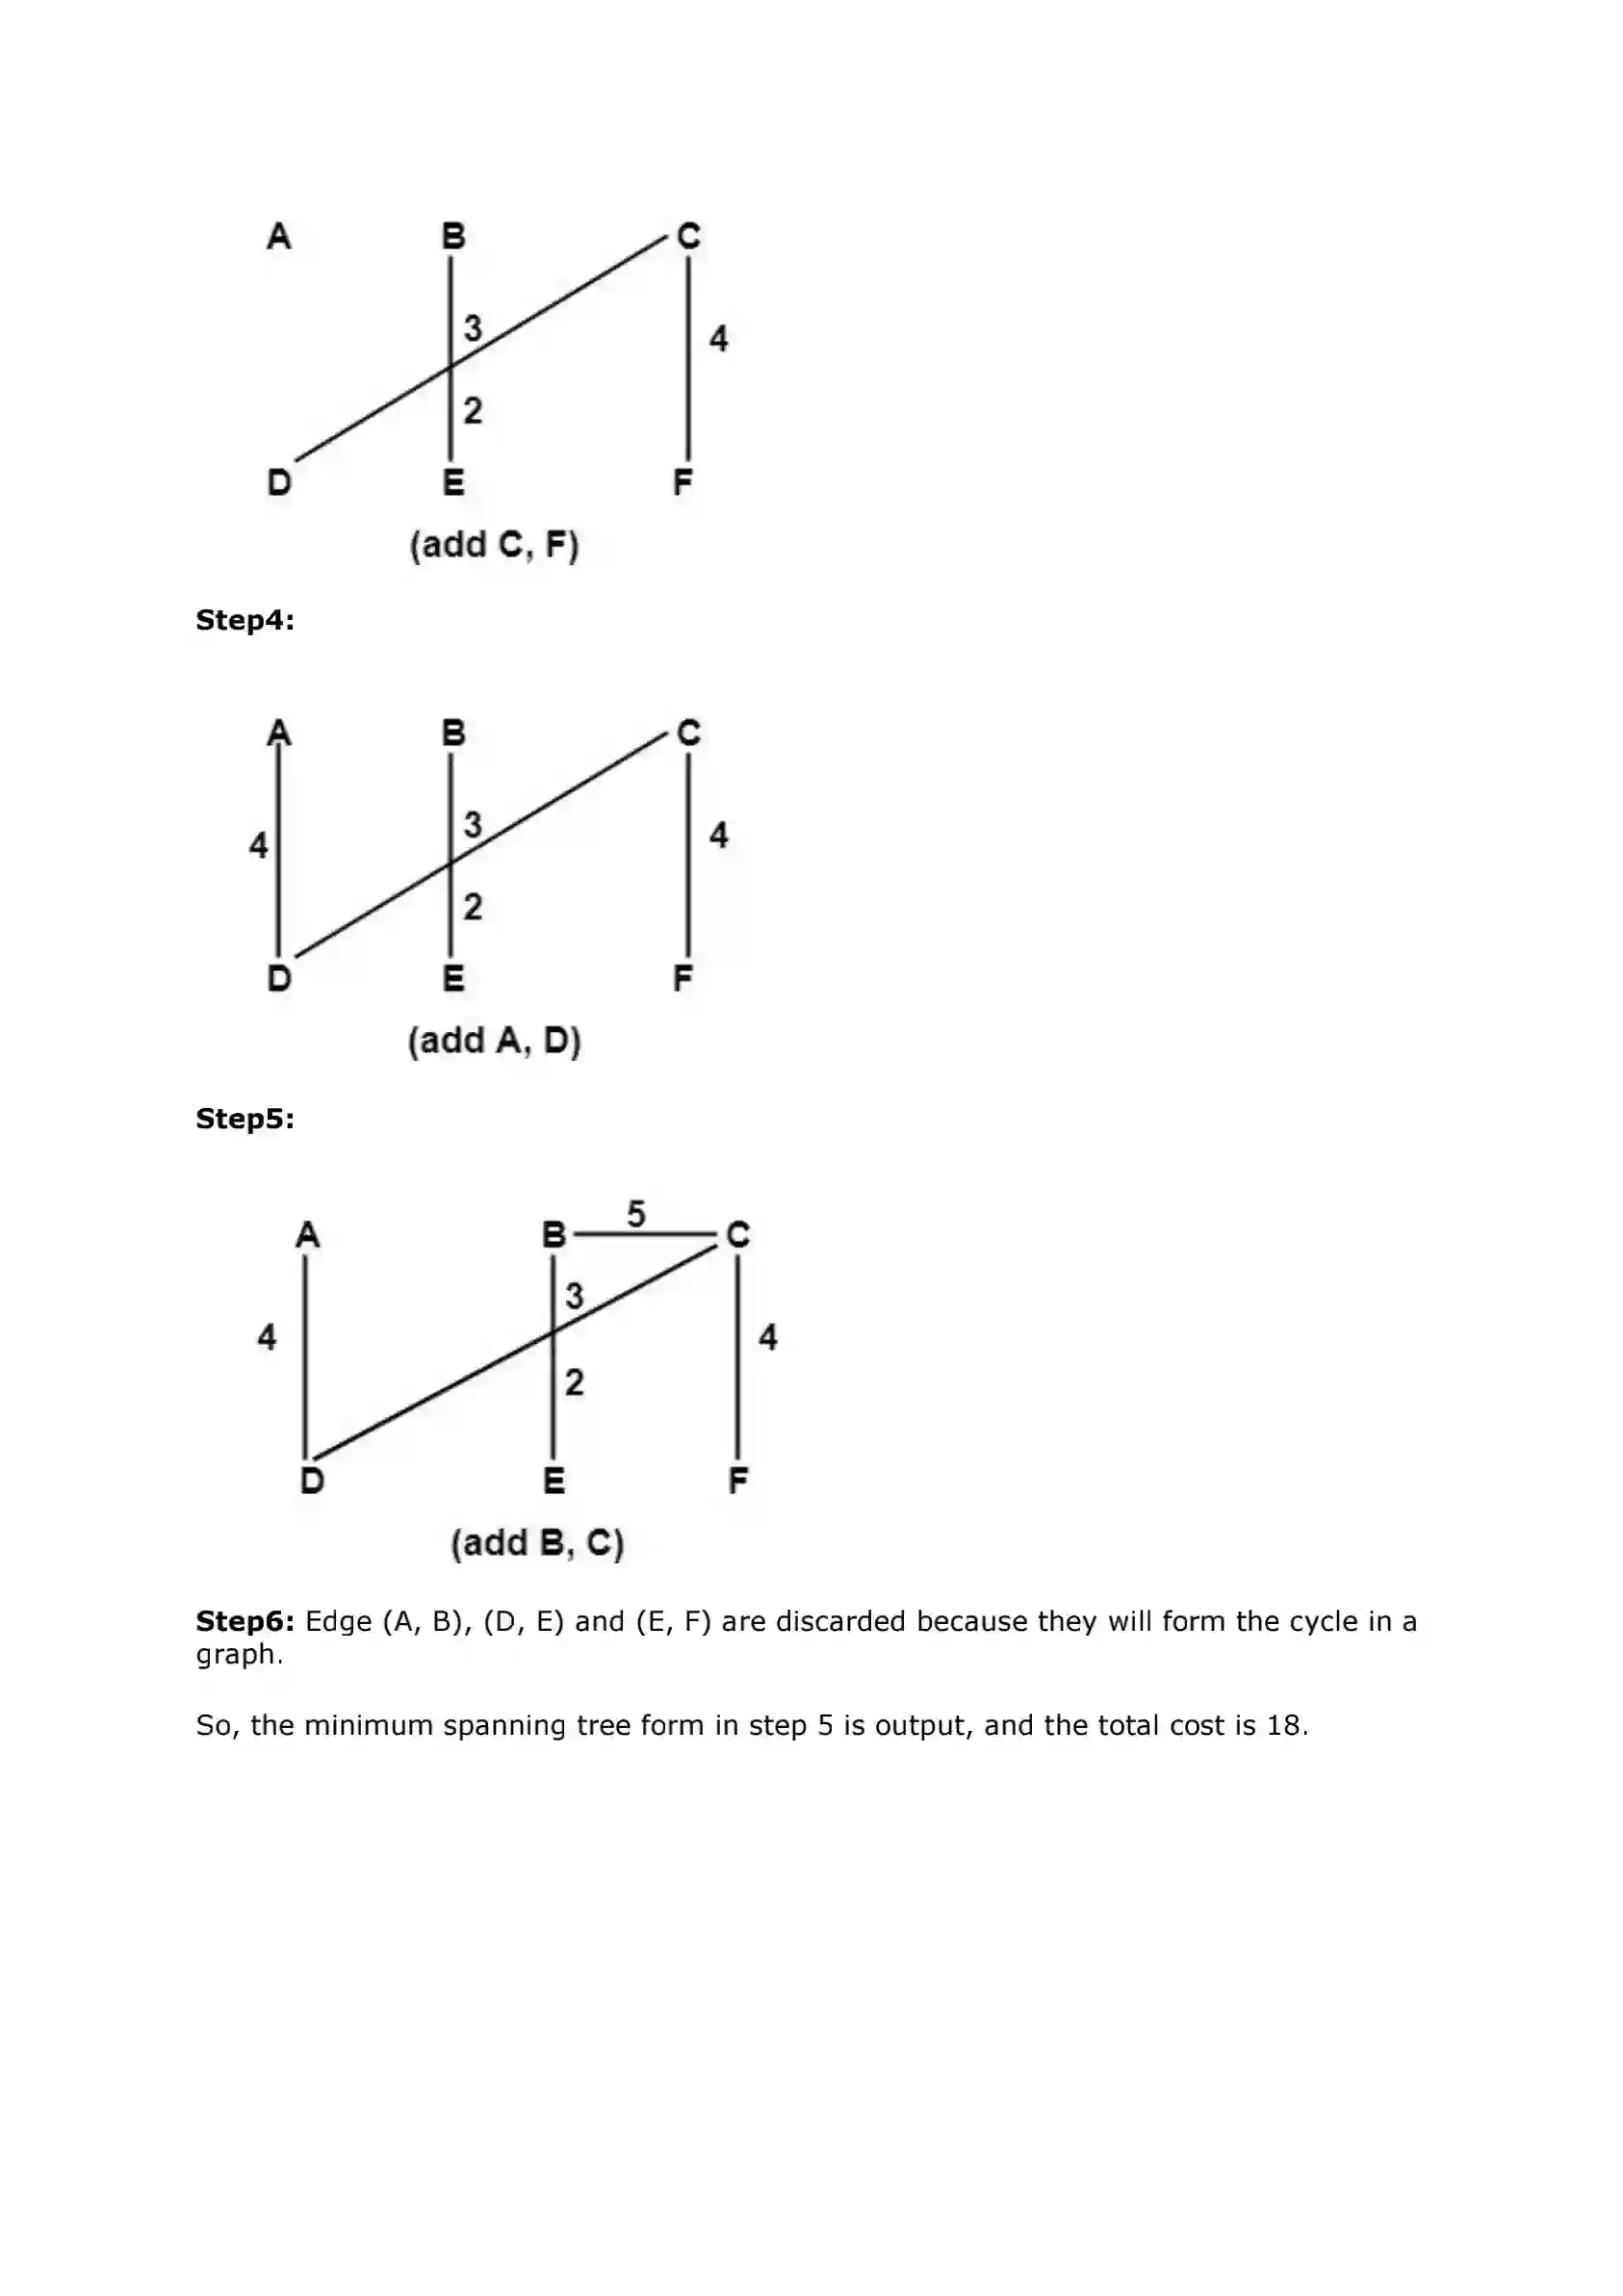 A B C
3
4
2
D E F
(add C, F)
Step4:
A B C
3
4 4
2
D E F
(add A, D)
Step5:
5
A B C
3
4 4
2
D E F
(add B, C)
Step6: Edge (A, B), (D, E) and (E, F) are discarded because they will form the cycle in a
graph.
So, the minimum spanning tree form in step 5 is output, and the total cost is 18.